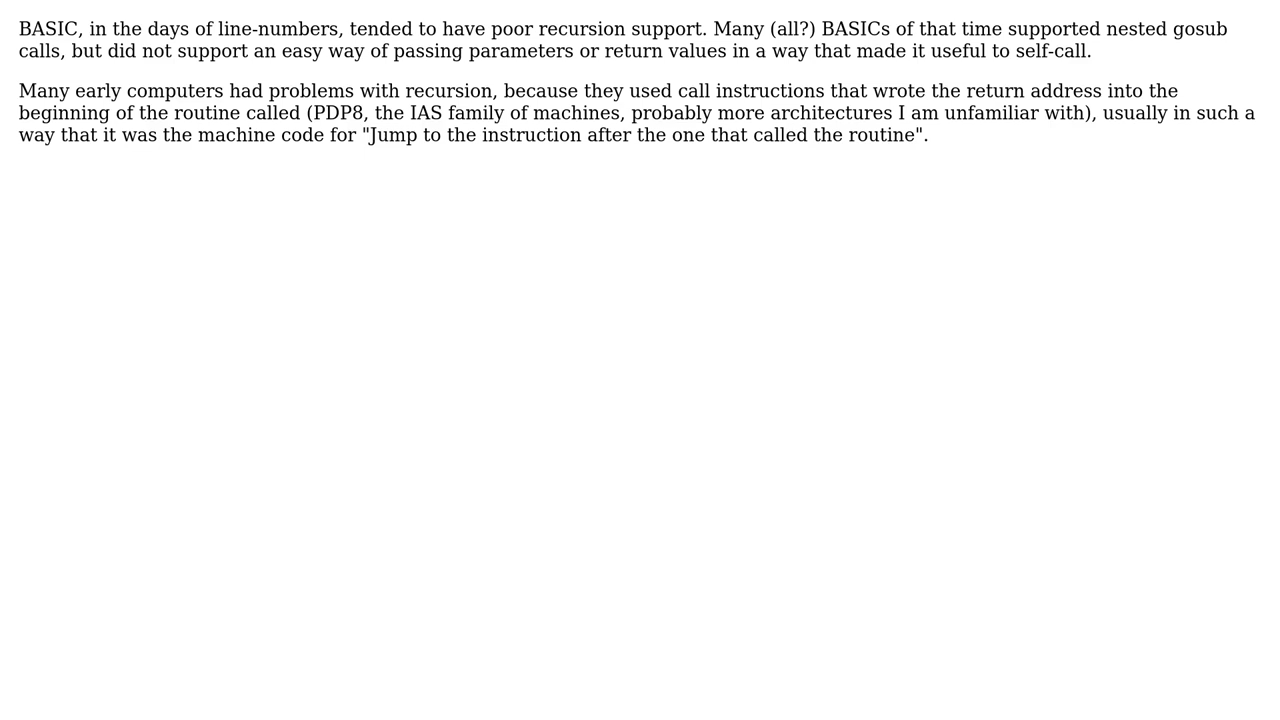 BASIC, in the days of line-numbers, tended to have poor recursion support. Many (all?) BASICs of that time supported nested gosub
calls, but did not support an easy way of passing parameters or return values in a way that made it useful to self-call.
Many early computers had problems with recursion, because they used call instructions that wrote the return address into the
beginning of the routine called (PDP8, the IAS family of machines, probably more architectures I am unfamiliar with), usually in such a
way that it was the machine code for "Jump to the instruction after the one that called the routine".